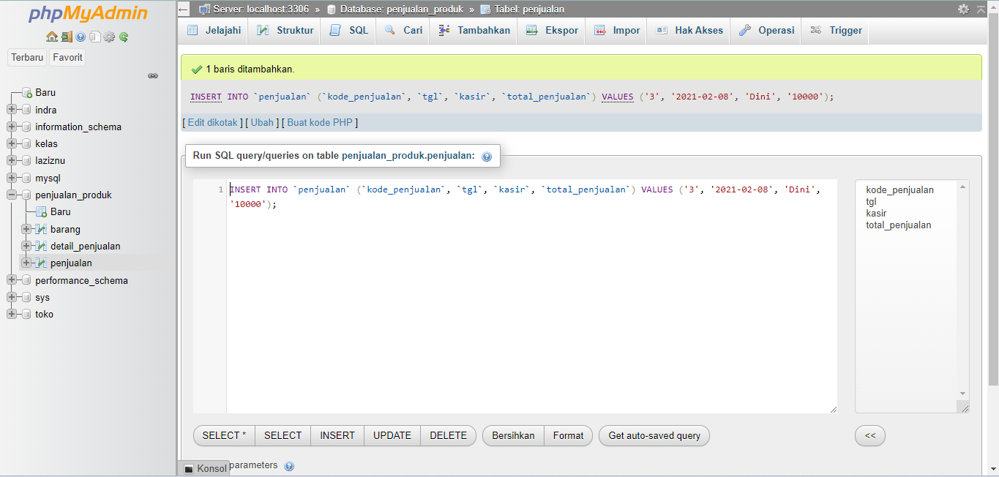 phpMyAdmin
Terbaru Favorit
Baru
indra
information_schema
kelas
laziznu
mysql
penjualan_produk
Baru
barang
detail_penjualan
penjualan
performance_schema
sys
toko
Server: localhost:3306 » Database: penjualan_produk » Tabel: penjualan
Jelajahi Struktur SQL Cari Tambahkan Ekspor Impor Hak Akses Operasi Trigger
1 baris ditambahkan.
INSERT INTO `penjualan` (`kode_penjualan`, `tgl`, `kasir`, `total_penjualan`) VALUES ('3', '2021-02-08', 'Dini', '10000');
[ Edit dikotak ] [ Ubah ] [ Buat kode PHP ]
Run SQL query/queries on table penjualan_produk.penjualan:
1 INSERT INTO `penjualan` (`kode_penjualan`, `tgl`, `kasir`, `total_penjualan`) VALUES ('3', '2021-02-08', 'Dini',
'10000');
kode_penjualan
tgl
kasir
total_penjualan
SELECT * SELECT INSERT UPDATE DELETE Bersihkan Format Get auto-saved query <<
Konsol parameters